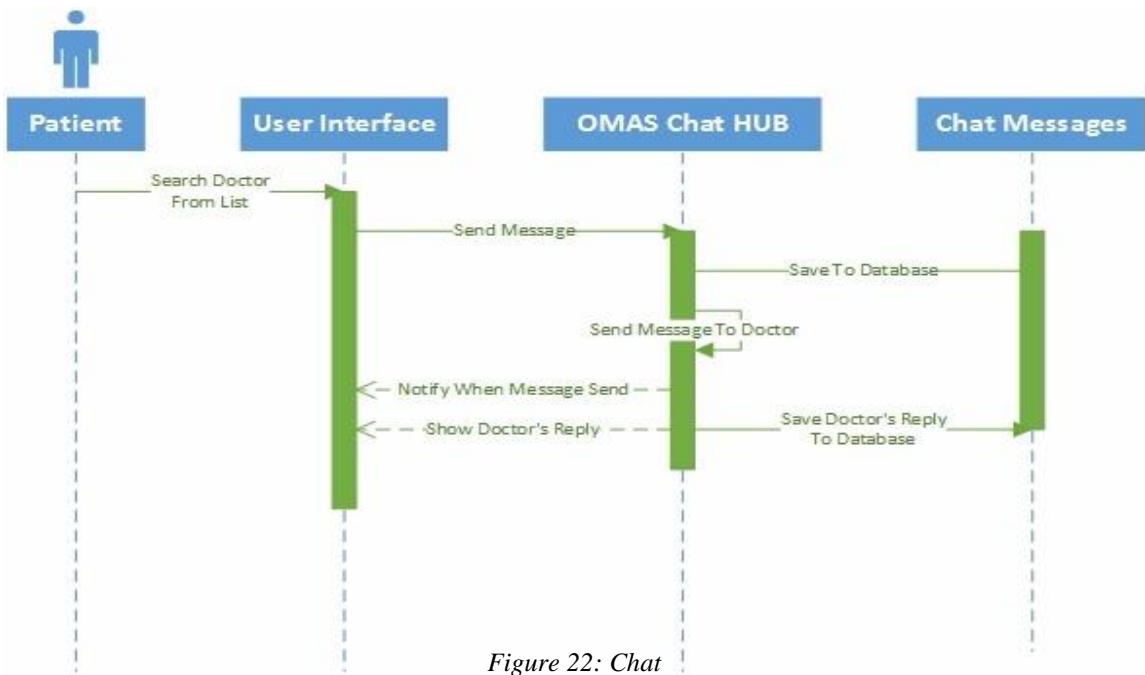 Patient
User Interface
OMAS Chat HUB
Chat Messages
Search Doctor
From List
Send Message
Save To Database
Send Message To Doctor
Notify When Message Send
Show Doctor's Reply
Save Doctor's Reply
To Database
Figure 22: Chat